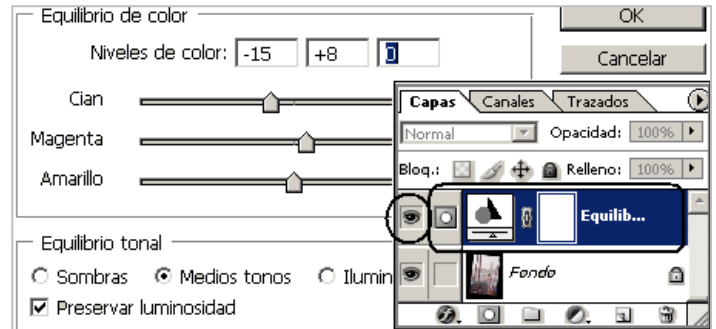 Equilibrio de color
OK
Niveles de color: -15 +8 0
Cancelar
Cian
Magenta
Amarillo
Capas Canales Trazados
Normal Opacidad: 100%
Bloq.: Relleno: 100%
Equilib...
Fondo
Equilibrio tonal
Sombras Medios tonos Ilumin
Preservar luminosidad